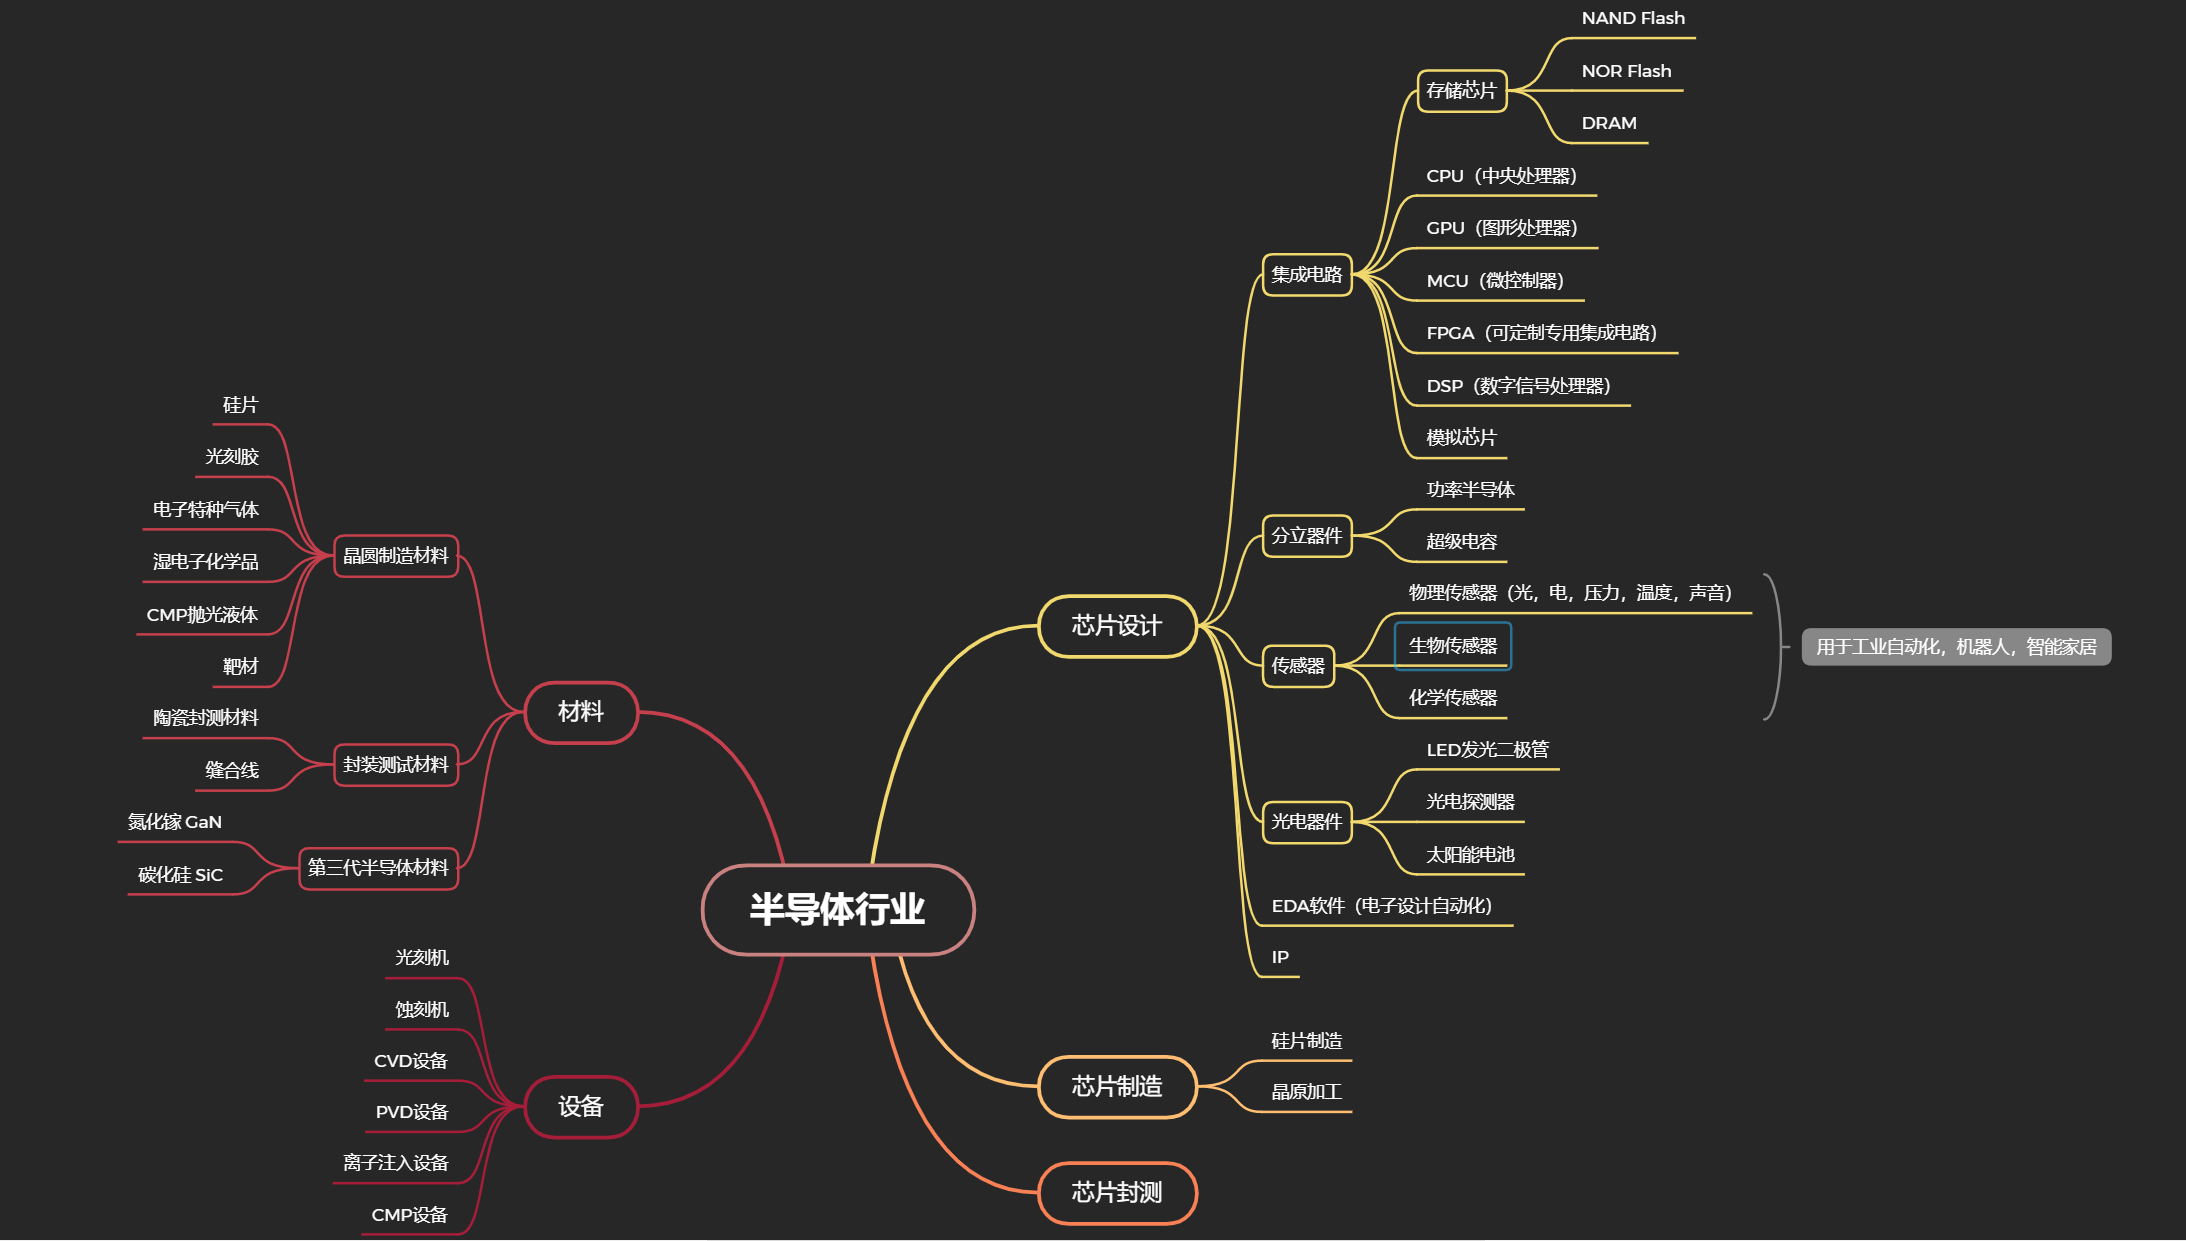 半导体行业
芯片设计
集成电路
存储芯片
NAND Flash
NOR Flash
DRAM
CPU（中央处理器）
GPU（图形处理器）
MCU（微控制器）
FPGA（可定制专用集成电路）
DSP（数字信号处理器）
模拟芯片
分立器件
功率半导体
超级电容
传感器
物理传感器（光，电，压力，温度，声音）
生物传感器
化学传感器
用于工业自动化，机器人，智能家居
光电器件
LED发光二极管
光电探测器
太阳能电池
EDA软件（电子设计自动化）
IP
芯片制造
硅片制造
晶原加工
芯片封测
材料
晶圆制造材料
硅片
光刻胶
电子特种气体
湿电子化学品
CMP抛光液体
靶材
封装测试材料
陶瓷封测材料
缝合线
第三代半导体材料
氮化镓 GaN
碳化硅 SiC
设备
光刻机
蚀刻机
CVD设备
PVD设备
离子注入设备
CMP设备